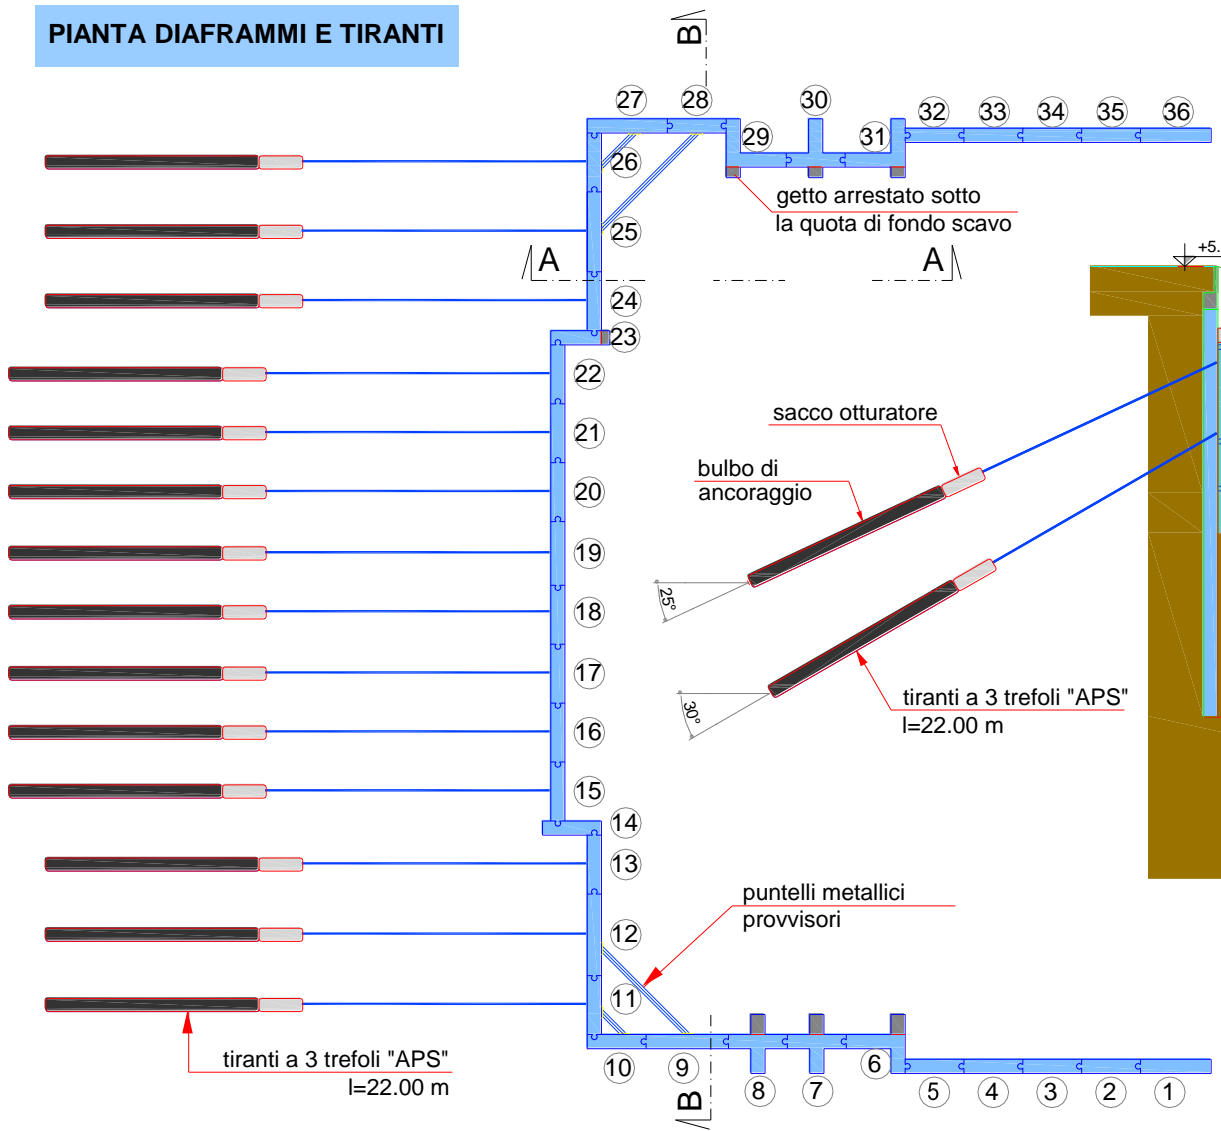 PIANTA DIAFRAMMI E TIRANTI
B
27
28
30
32
33
34
35
36
29
31
26
getto arrestato sotto
la quota di fondo scavo
25
A
A
+5.
24
23
22
sacco otturatore
21
bulbo di
ancoraggio
20
19
25°
18
17
tiranti a 3 trefoli "APS"
l=22.00 m
30°
16
15
14
13
puntelli metallici
provvisori
12
11
tiranti a 3 trefoli "APS"
l=22.00 m
10
9
8
7
6
5
4
3
2
1
B